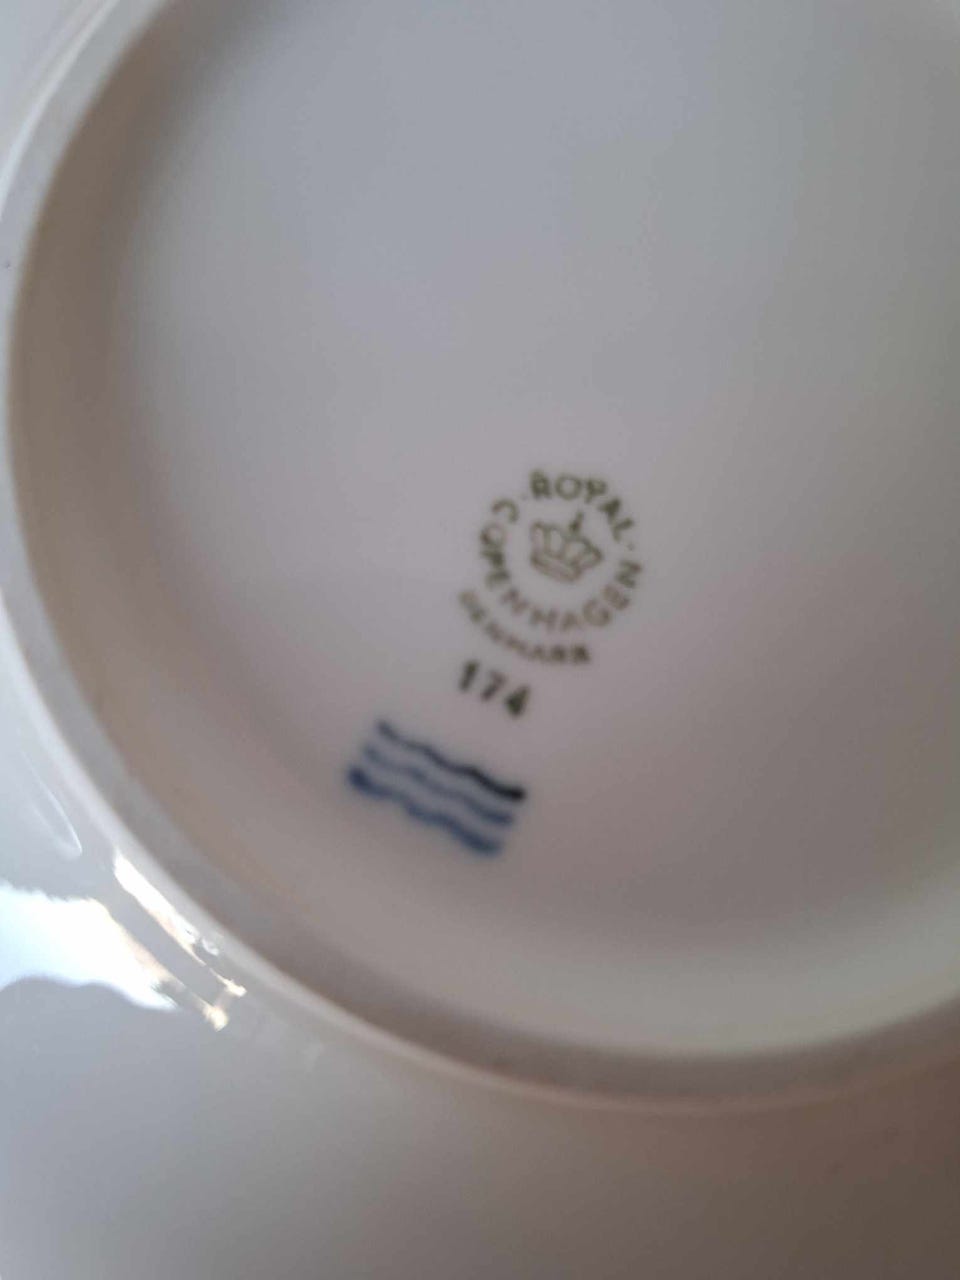 ROYAL
COPENHAGEN
DENMARK
174